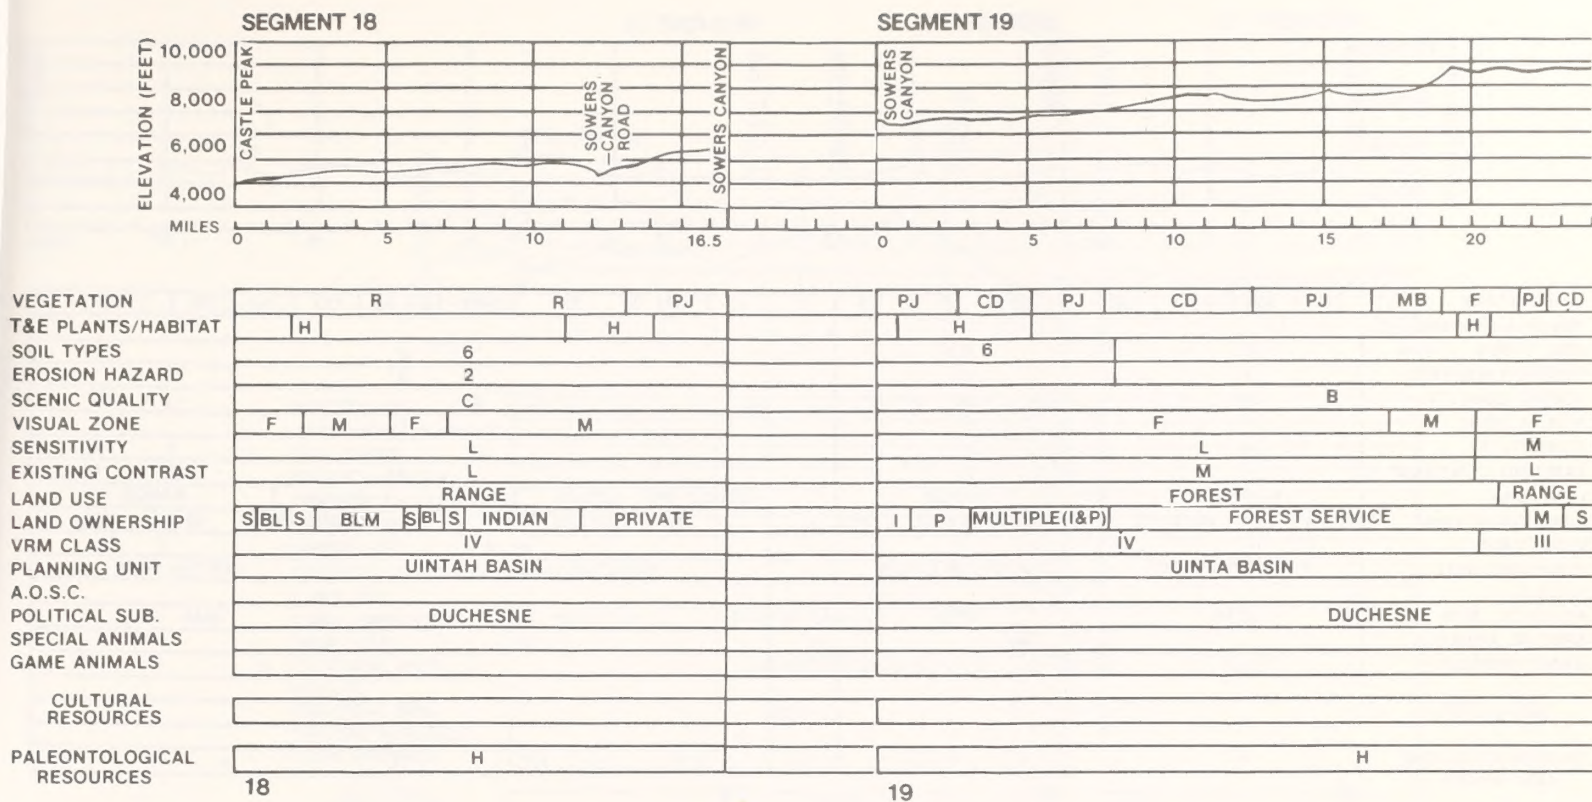 SEGMENT 18 SEGMENT 19
ELEVATION (FEET)
10,000
8,000
6,000
4,000
CASTLE PEAK
SOWERS
CANYON
ROAD
SOWERS CANYON
SOWERS
CANYON
MILES 0 5 10 16.5 0 5 10 15 20
VEGETATION R R PJ PJ CD PJ CD PJ MB F PJ CD
T&E PLANTS/HABITAT H H H H
SOIL TYPES 6 6
EROSION HAZARD 2
SCENIC QUALITY C B
VISUAL ZONE F M F M F M F
SENSITIVITY L L M
EXISTING CONTRAST L M L
LAND USE RANGE FOREST RANGE
LAND OWNERSHIP S BL S BLM S BL S INDIAN PRIVATE I P MULTIPLE(I&P) FOREST SERVICE M S
VRM CLASS IV IV III
PLANNING UNIT UINTAH BASIN UINTA BASIN
A.O.S.C.
POLITICAL SUB. DUCHESNE DUCHESNE
SPECIAL ANIMALS
GAME ANIMALS
CULTURAL
RESOURCES
PALEONTOLOGICAL H H
RESOURCES
18 19